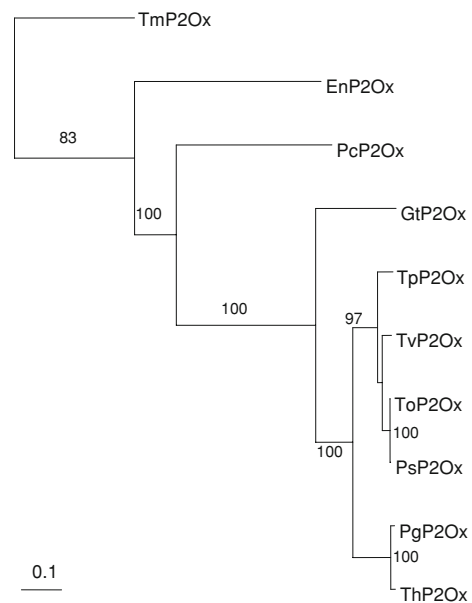 TmP2Ox
EnP2Ox
83
PcP2Ox
100
GtP2Ox
TpP2Ox
100
97
TvP2Ox
ToP2Ox
100
100
PsP2Ox
PgP2Ox
100
0.1
ThP2Ox